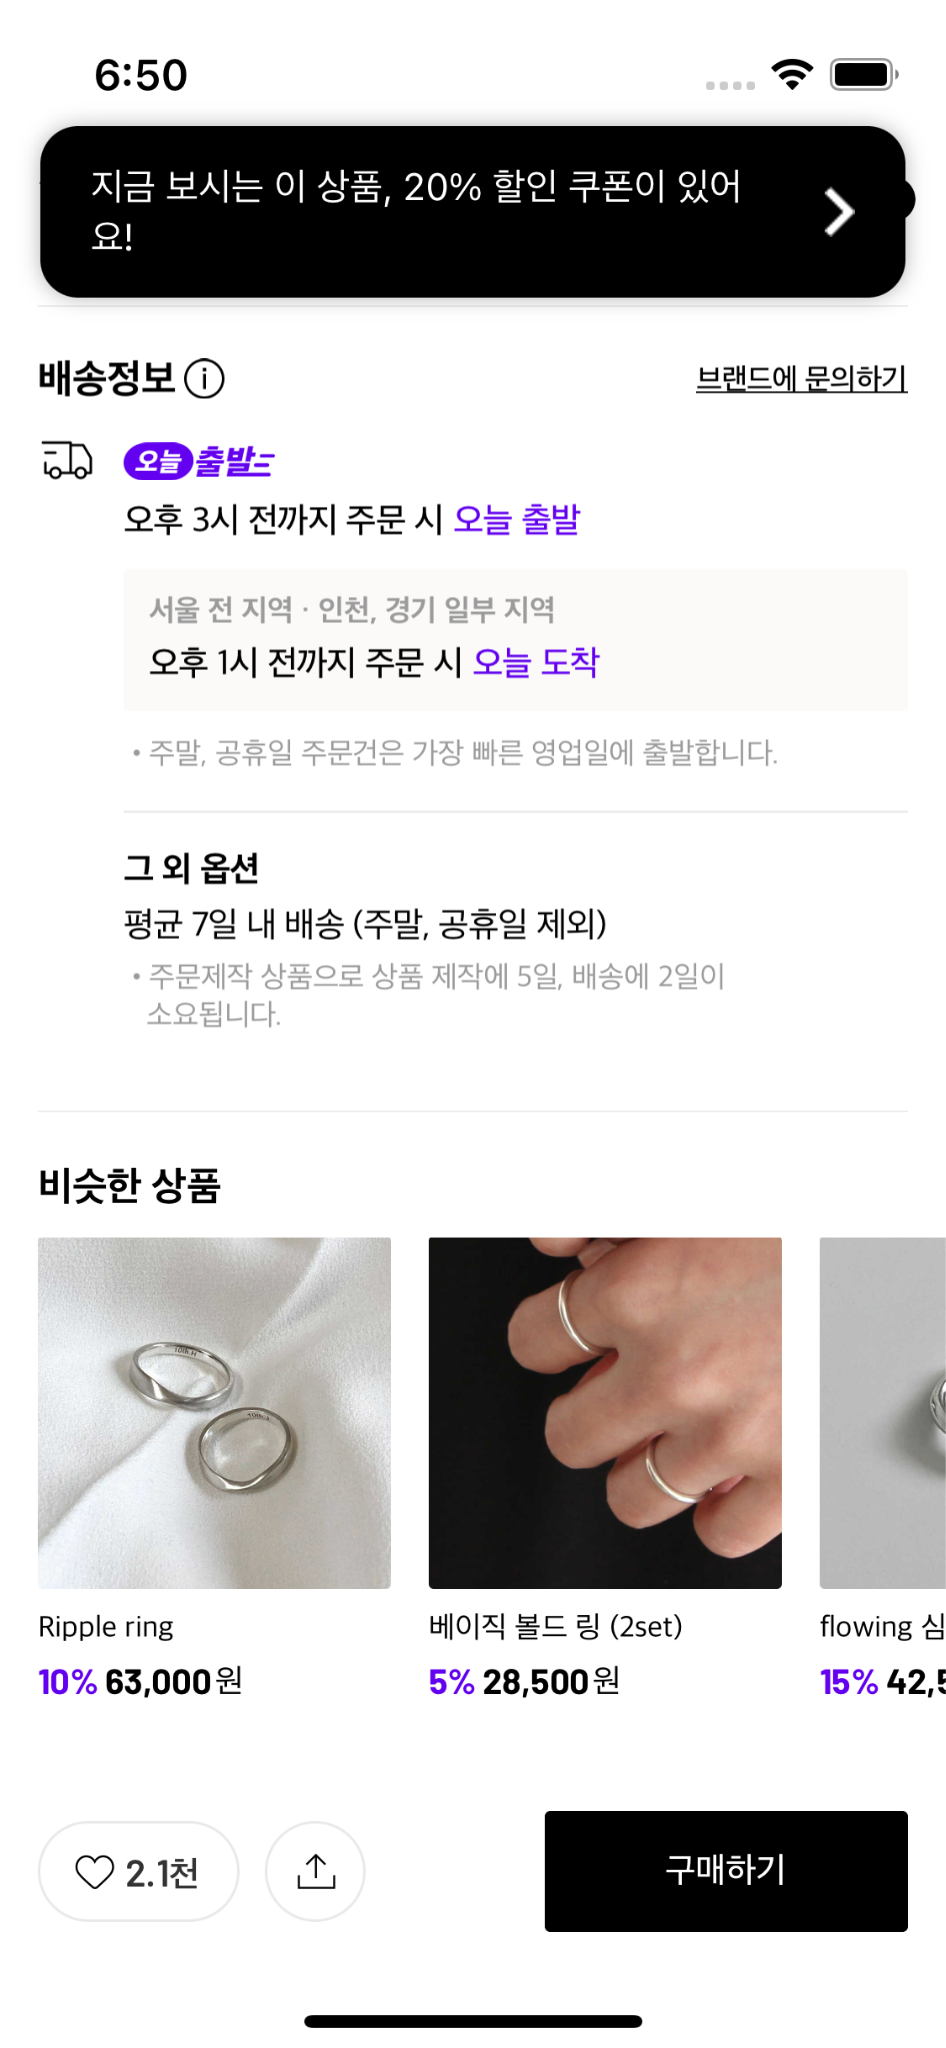 6:50
지금 보시는 이 상품, 20% 할인 쿠폰이 있어
요!
배송정보
브랜드에 문의하기
오늘 출발
오후 3시 전까지 주문 시 오늘 출발
서울 전 지역 · 인천, 경기 일부 지역
오후 1시 전까지 주문 시 오늘 도착
• 주말, 공휴일 주문건은 가장 빠른 영업일에 출발합니다.
그 외 옵션
평균 7일 내 배송 (주말, 공휴일 제외)
• 주문제작 상품으로 상품 제작에 5일, 배송에 2일이
소요됩니다.
비슷한 상품
Ripple ring
10% 63,000원
베이직 볼드 링 (2set)
5% 28,500원
flowing 심
15% 42,5
2.1천
구매하기